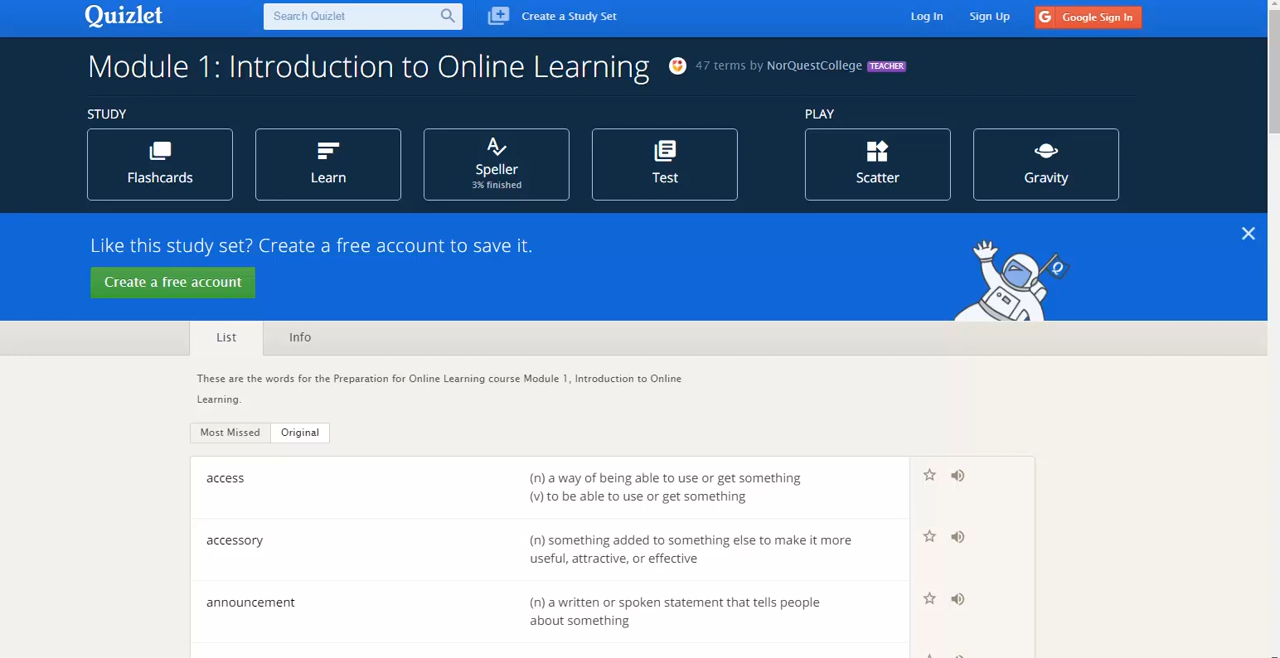 Quizlet
Search Quizlet
Create a Study Set
Log In
Sign Up
G Google Sign In
Module 1: Introduction to Online Learning
47 terms by NorQuestCollege TEACHER
STUDY
PLAY
Flashcards
Learn
Speller
3% finished
Test
Scatter
Gravity
Like this study set? Create a free account to save it.
Create a free account
Q
List
Info
These are the words for the Preparation for Online Learning course Module 1, Introduction to Online
Learning.
Most Missed
Original
access
(n) a way of being able to use or get something
(v) to be able to use or get something
accessory
(n) something added to something else to make it more
useful, attractive, or effective
announcement
(n) a written or spoken statement that tells people
about something